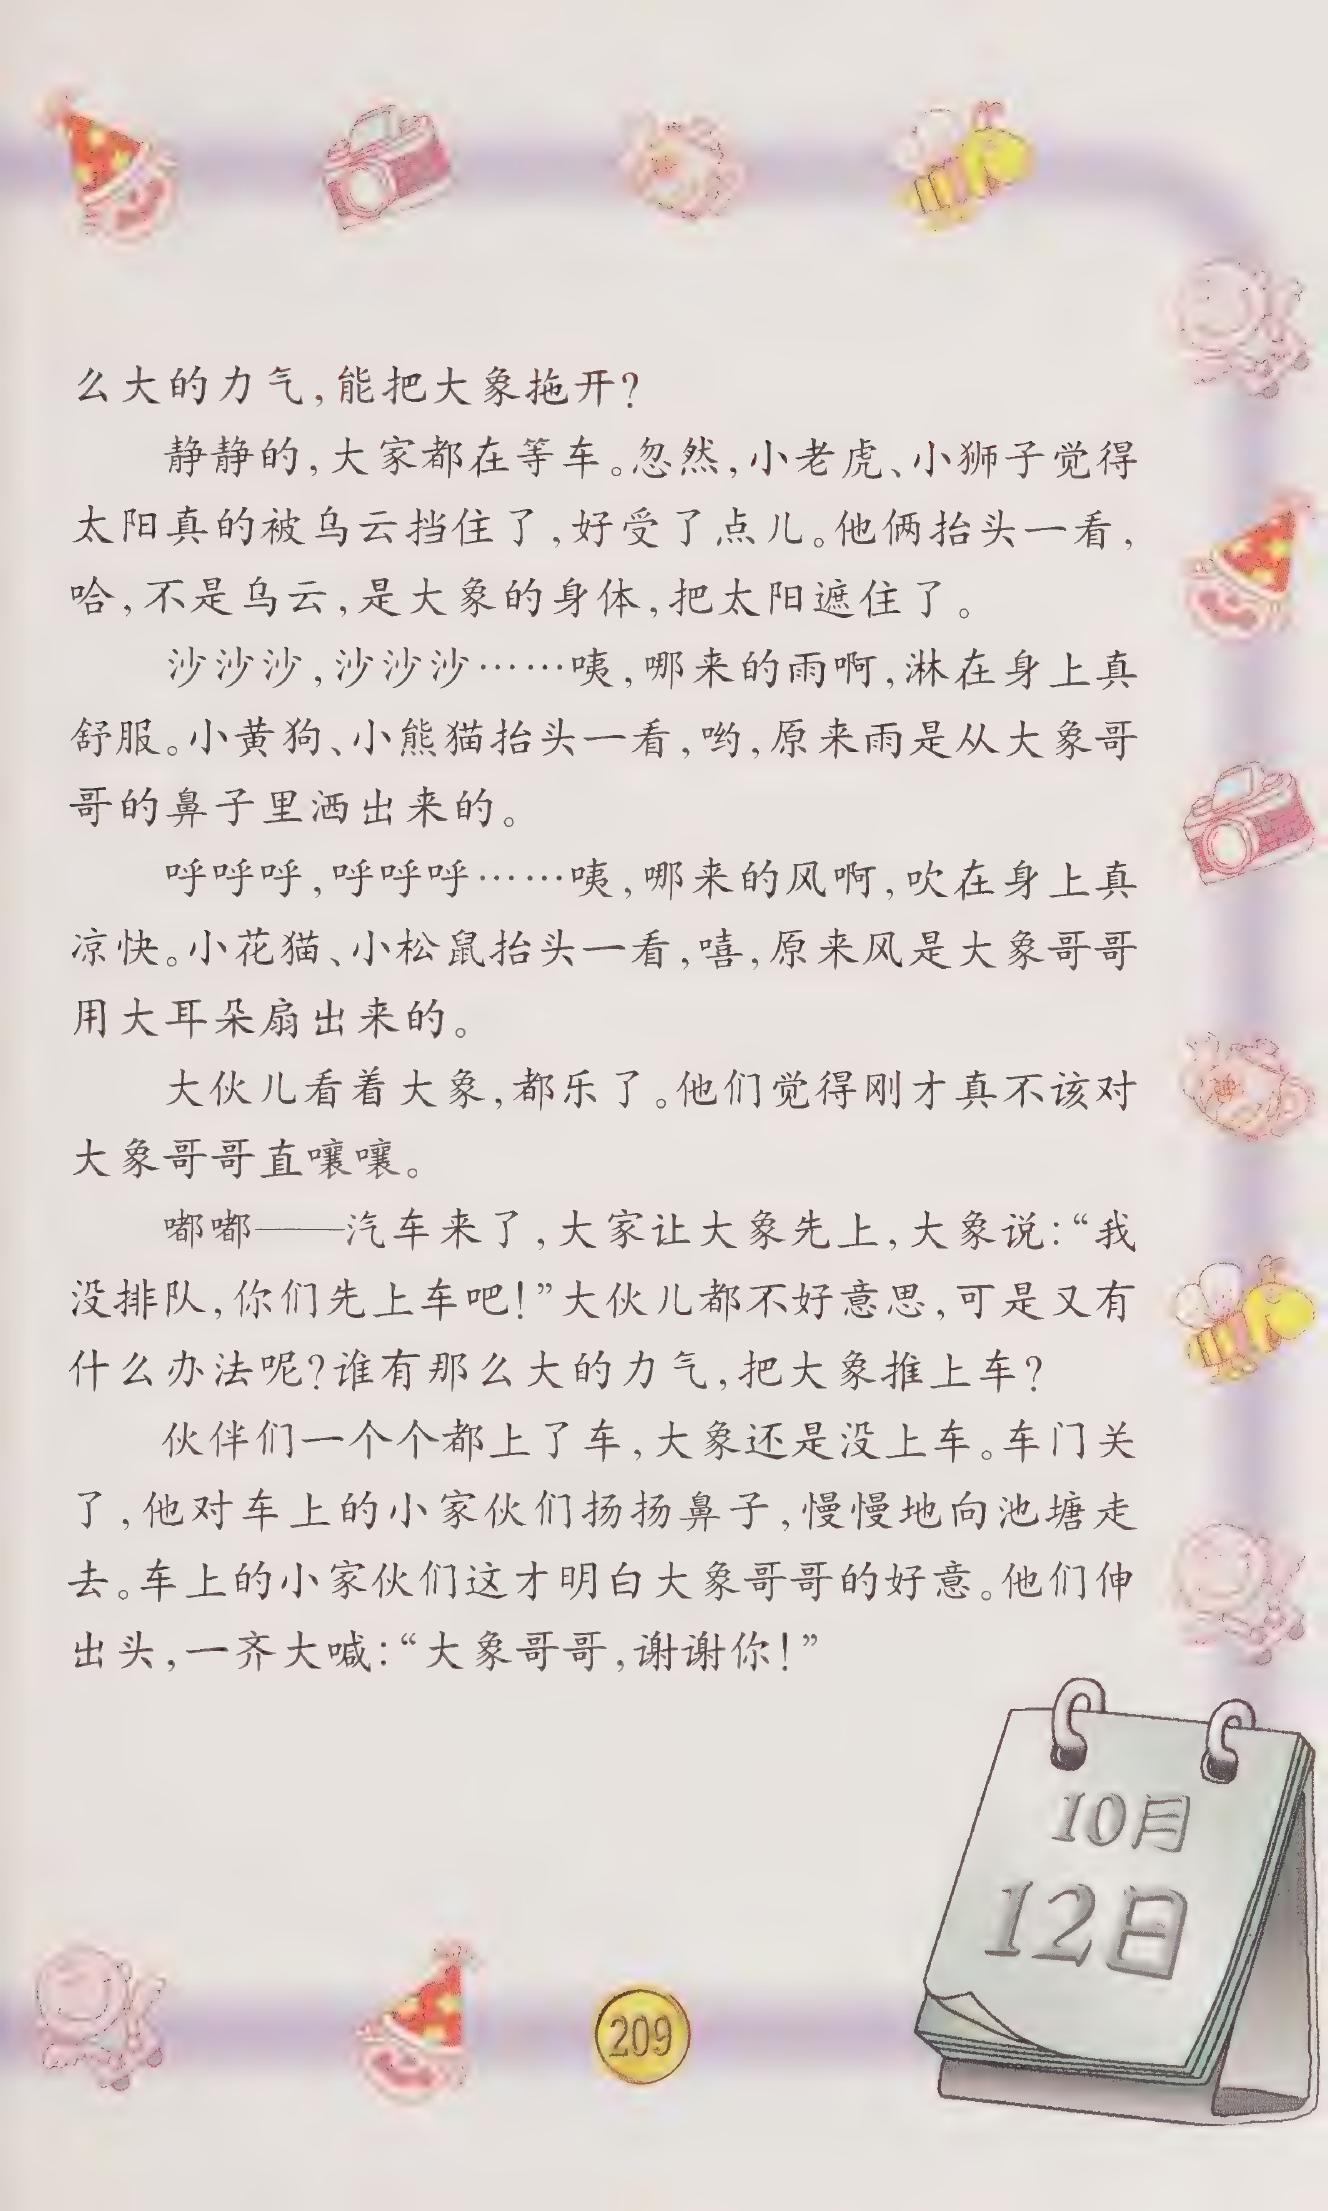 么大的力气,能把大象拖开?
静静的,大家都在等车。忽然,小老虎、小狮子觉得
太阳真的被乌云挡住了,好受了点儿。他俩抬头一看,
哈,不是乌云,是大象的身体,把太阳遮住了。
沙沙沙,沙沙沙……咦,哪来的雨啊,淋在身上真
舒服。小黄狗、小熊猫抬头一看,哟,原来雨是从大象哥
哥的鼻子里洒出来的。
呼呼呼,呼呼呼……咦,哪来的风啊,吹在身上真
凉快。小花猫、小松鼠抬头一看,嘻,原来风是大象哥哥
用大耳朵扇出来的。
大伙儿看着大象,都乐了。他们觉得刚才真不该对
大象哥哥直嚷嚷。
嘟嘟——汽车来了,大家让大象先上,大象说:“我
没排队,你们先上车吧!”大伙儿都不好意思,可是又有
什么办法呢?谁有那么大的力气,把大象推上车?
伙伴们一个个都上了车,大象还是没上车。车门关
了,他对车上的小家伙们扬扬鼻子,慢慢地向池塘走
去。车上的小家伙们这才明白大象哥哥的好意。他们伸
出头,一齐大喊:“大象哥哥,谢谢你!”
10月
12日
209